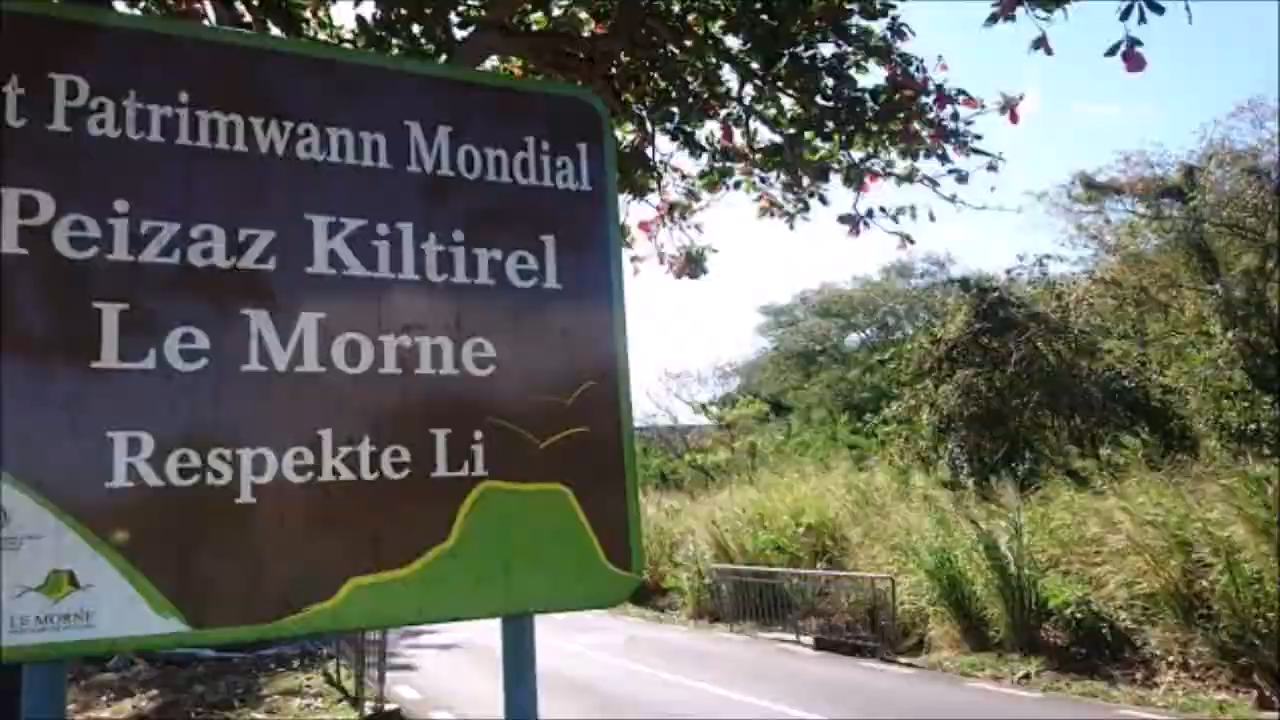 t Patrimwann Mondial
Peizaz Kiltirel
Le Morne
Respekte Li
LE MORNE